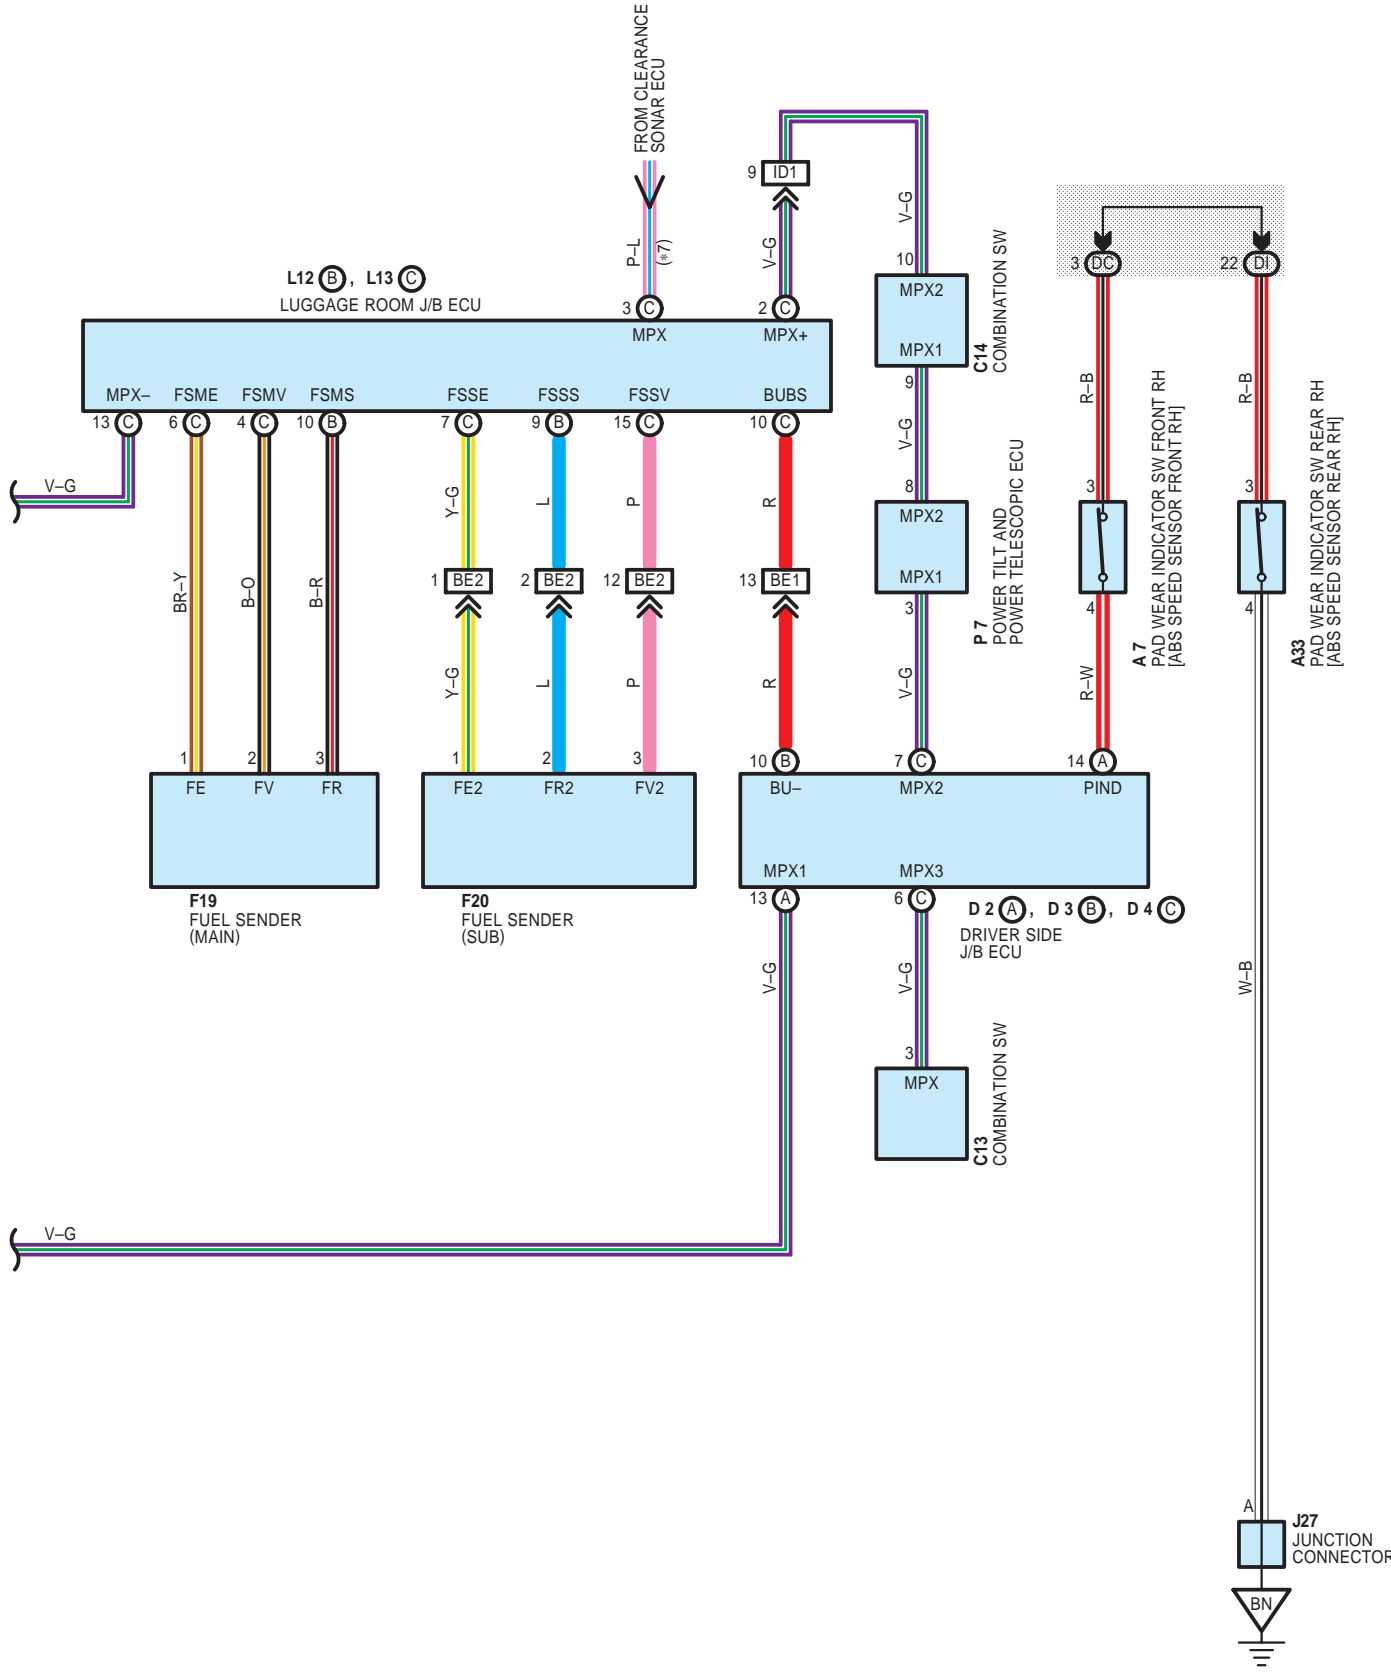 FROM CLEARANCE
SONAR ECU
P–L
(*7)
9 ID1
V–G
V–G
10
MPX2
MPX1
9
C14
COMBINATION SW
3 DC
22 DI
L12 B , L13 C
LUGGAGE ROOM J/B ECU
3 C
MPX
2 C
MPX+
MPX–
FSME
FSMV
FSMS
FSSE
FSSS
FSSV
BUBS
13 C
6 C
4 C
10 B
7 C
9 B
15 C
10 C
V–G
BR–Y
B–O
B–R
Y–G
L
P
R
1 BE2
2 BE2
12 BE2
13 BE1
Y–G
L
P
R
V–G
8
MPX2
MPX1
3
P 7
POWER TILT AND
POWER TELESCOPIC ECU
V–G
R–B
R–B
3
4
A 7
PAD WEAR INDICATOR SW FRONT RH
[ABS SPEED SENSOR FRONT RH]
R–W
3
4
A33
PAD WEAR INDICATOR SW REAR RH
[ABS SPEED SENSOR REAR RH]
1
2
3
FE
FV
FR
F19
FUEL SENDER
(MAIN)
1
2
3
FE2
FR2
FV2
F20
FUEL SENDER
(SUB)
10 B
7 C
14 A
BU–
MPX2
PIND
MPX1
MPX3
13 A
6 C
D 2 A , D 3 B , D 4 C
DRIVER SIDE
J/B ECU
V–G
V–G
W–B
3
MPX
C13
COMBINATION SW
V–G
A
J27
JUNCTION
CONNECTOR
BN